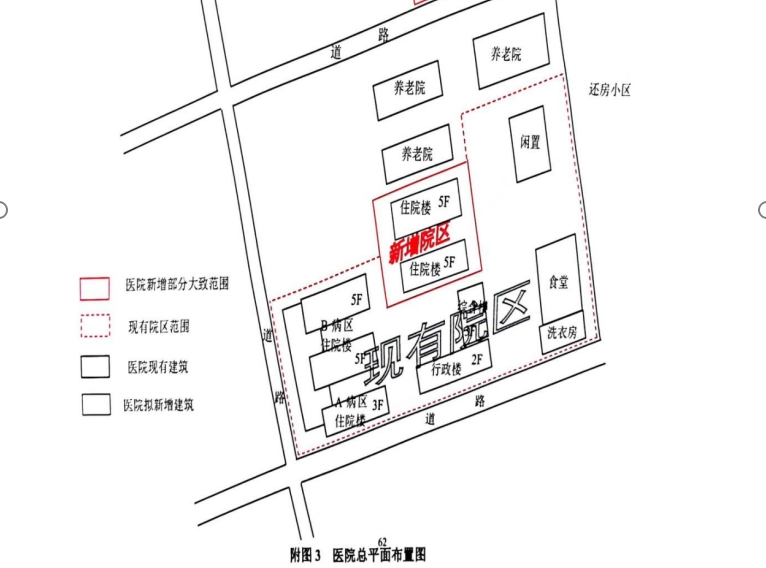 路
道
养老院
养老院
还房小区
闲置
养老院
住院楼 5F
新增院区
住院楼 5F
医院新增部分大致范围
现有院区范围
医院现有建筑
医院拟新增建筑
道
路
5F
B 病区
住院楼
5F
A 病区
住院楼 3F
现有院区
3F
行政楼 2F
食堂
洗衣房
道
路
62
附图 3 医院总平面布置图